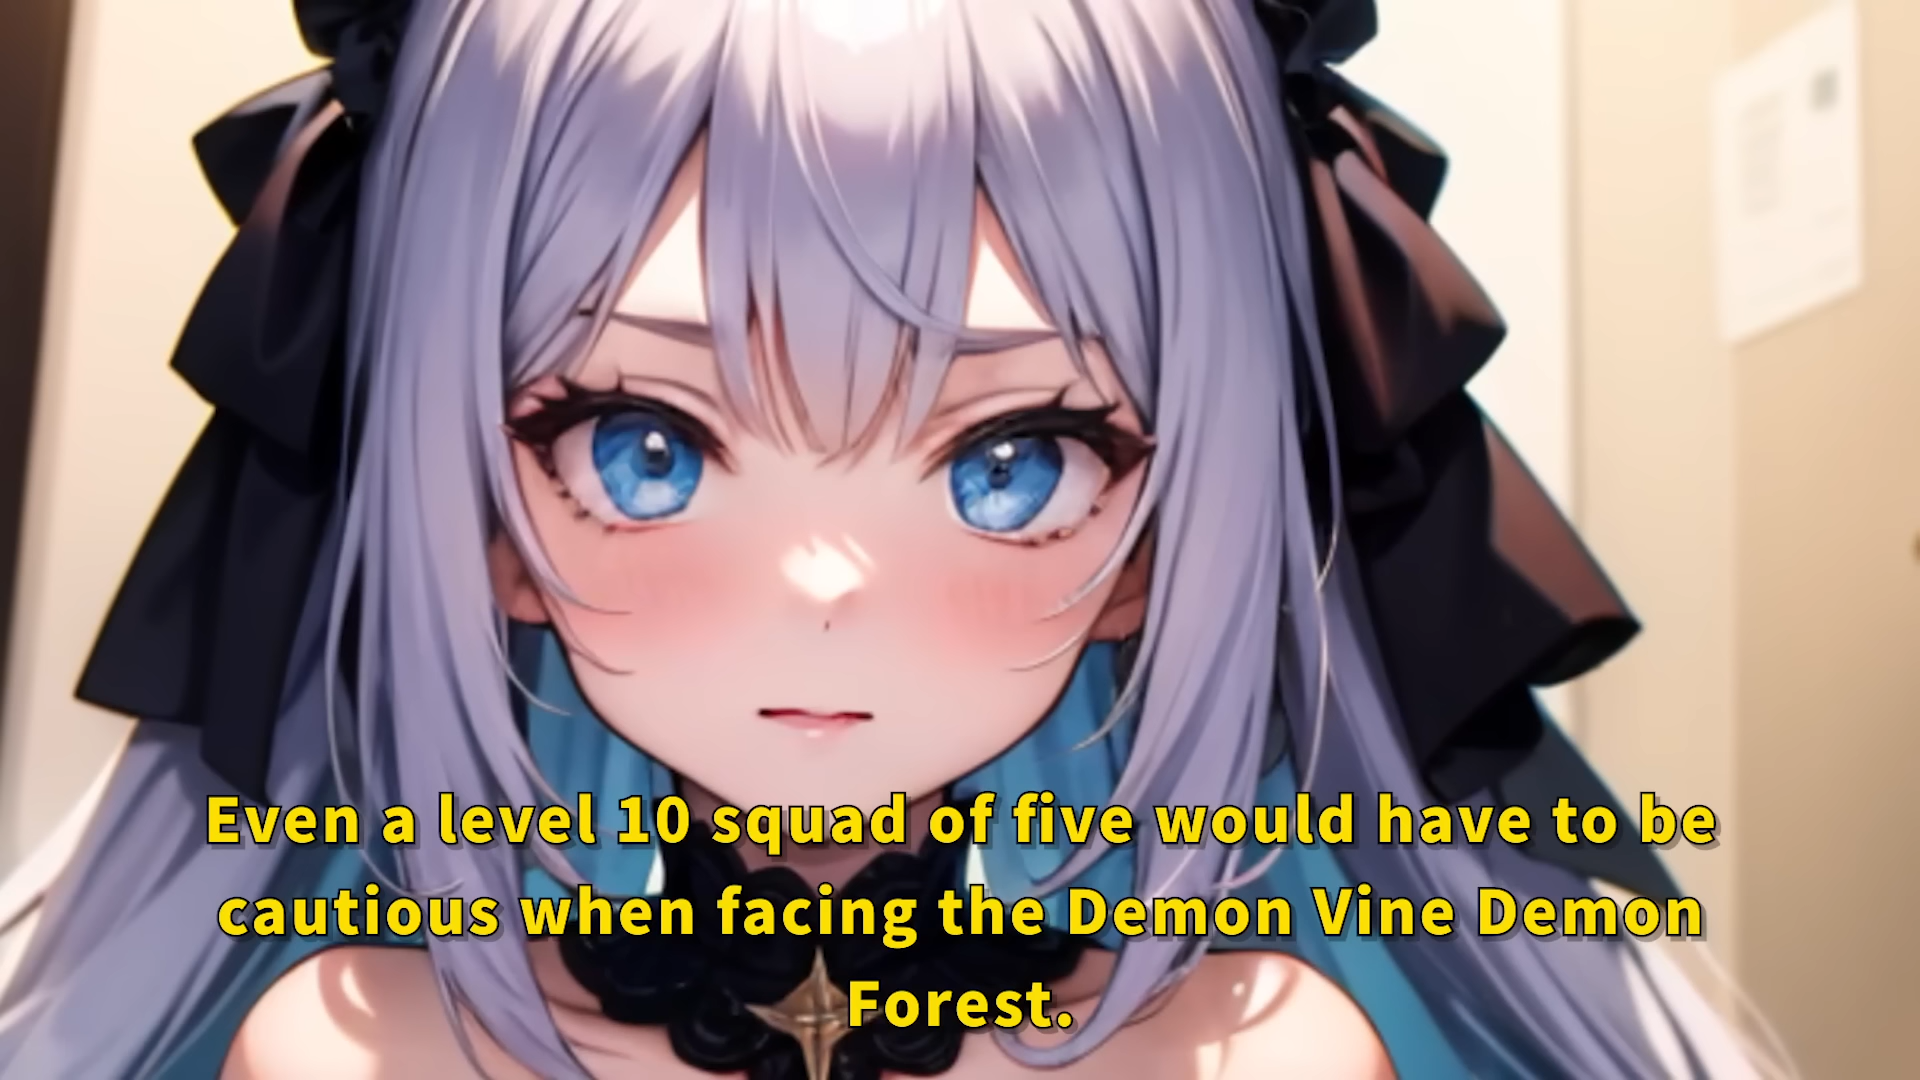 Even a level 10 squad of five would have to be
cautious when facing the Demon Vine Demon
Forest.